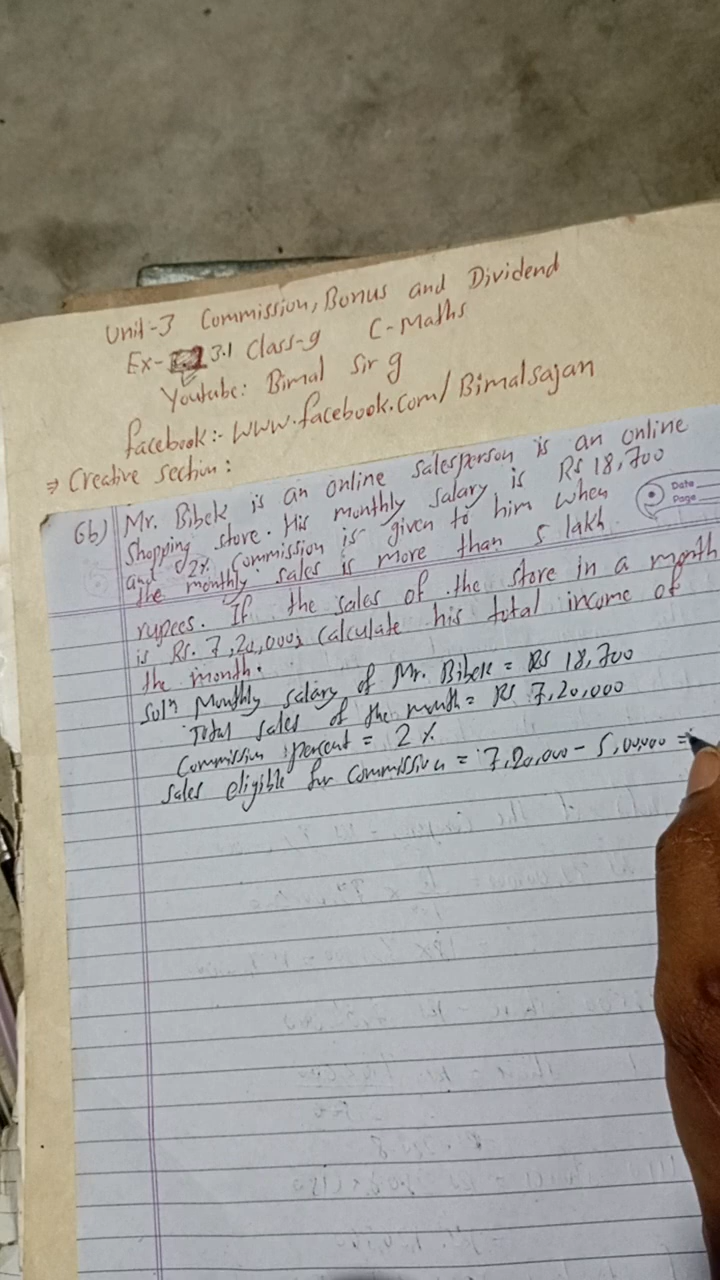 Unit-3 Commission, Bonus and Dividend
Ex- 3.1 Class-9 C-Maths
Youtube: Bimal Sir g
facebook:- www.facebook.com/Bimalsajan
⇒ Creative section:
6b) Mr. Bibek is an online salesperson is an online
Shopping store. His monthly salary is Rs 18,700
and 2% commission is given to him when
the monthly sales is more than 5 lakh
rupees. If the sales of the store in a month
is Rs. 7,20,000, calculate his total income of
the month.
Date
Page
Solⁿ Monthly salary of Mr. Bibek = Rs 18,700
Total sales of the month = Rs 7,20,000
Commission percent = 2%
Sales eligible for commission = 7,20,000 - 5,00,000 =